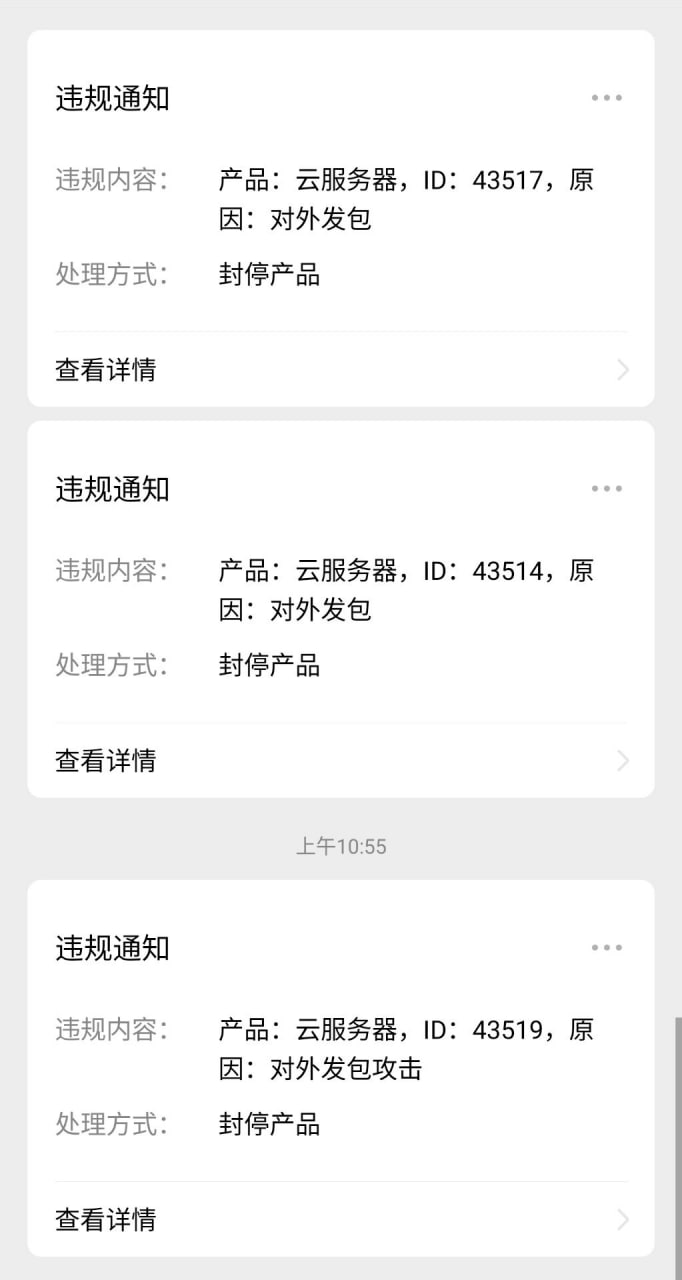 违规通知
违规内容： 产品：云服务器，ID：43517，原
因：对外发包
处理方式： 封停产品
查看详情
违规通知
违规内容： 产品：云服务器，ID：43514，原
因：对外发包
处理方式： 封停产品
查看详情
上午10:55
违规通知
违规内容： 产品：云服务器，ID：43519，原
因：对外发包攻击
处理方式： 封停产品
查看详情